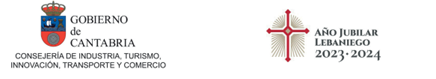 GOBIERNO
de
CANTABRIA
CONSEJERÍA DE INDUSTRIA, TURISMO,
INNOVACIÓN, TRANSPORTE Y COMERCIO
AÑO JUBILAR
LEBANIEGO
2023·2024